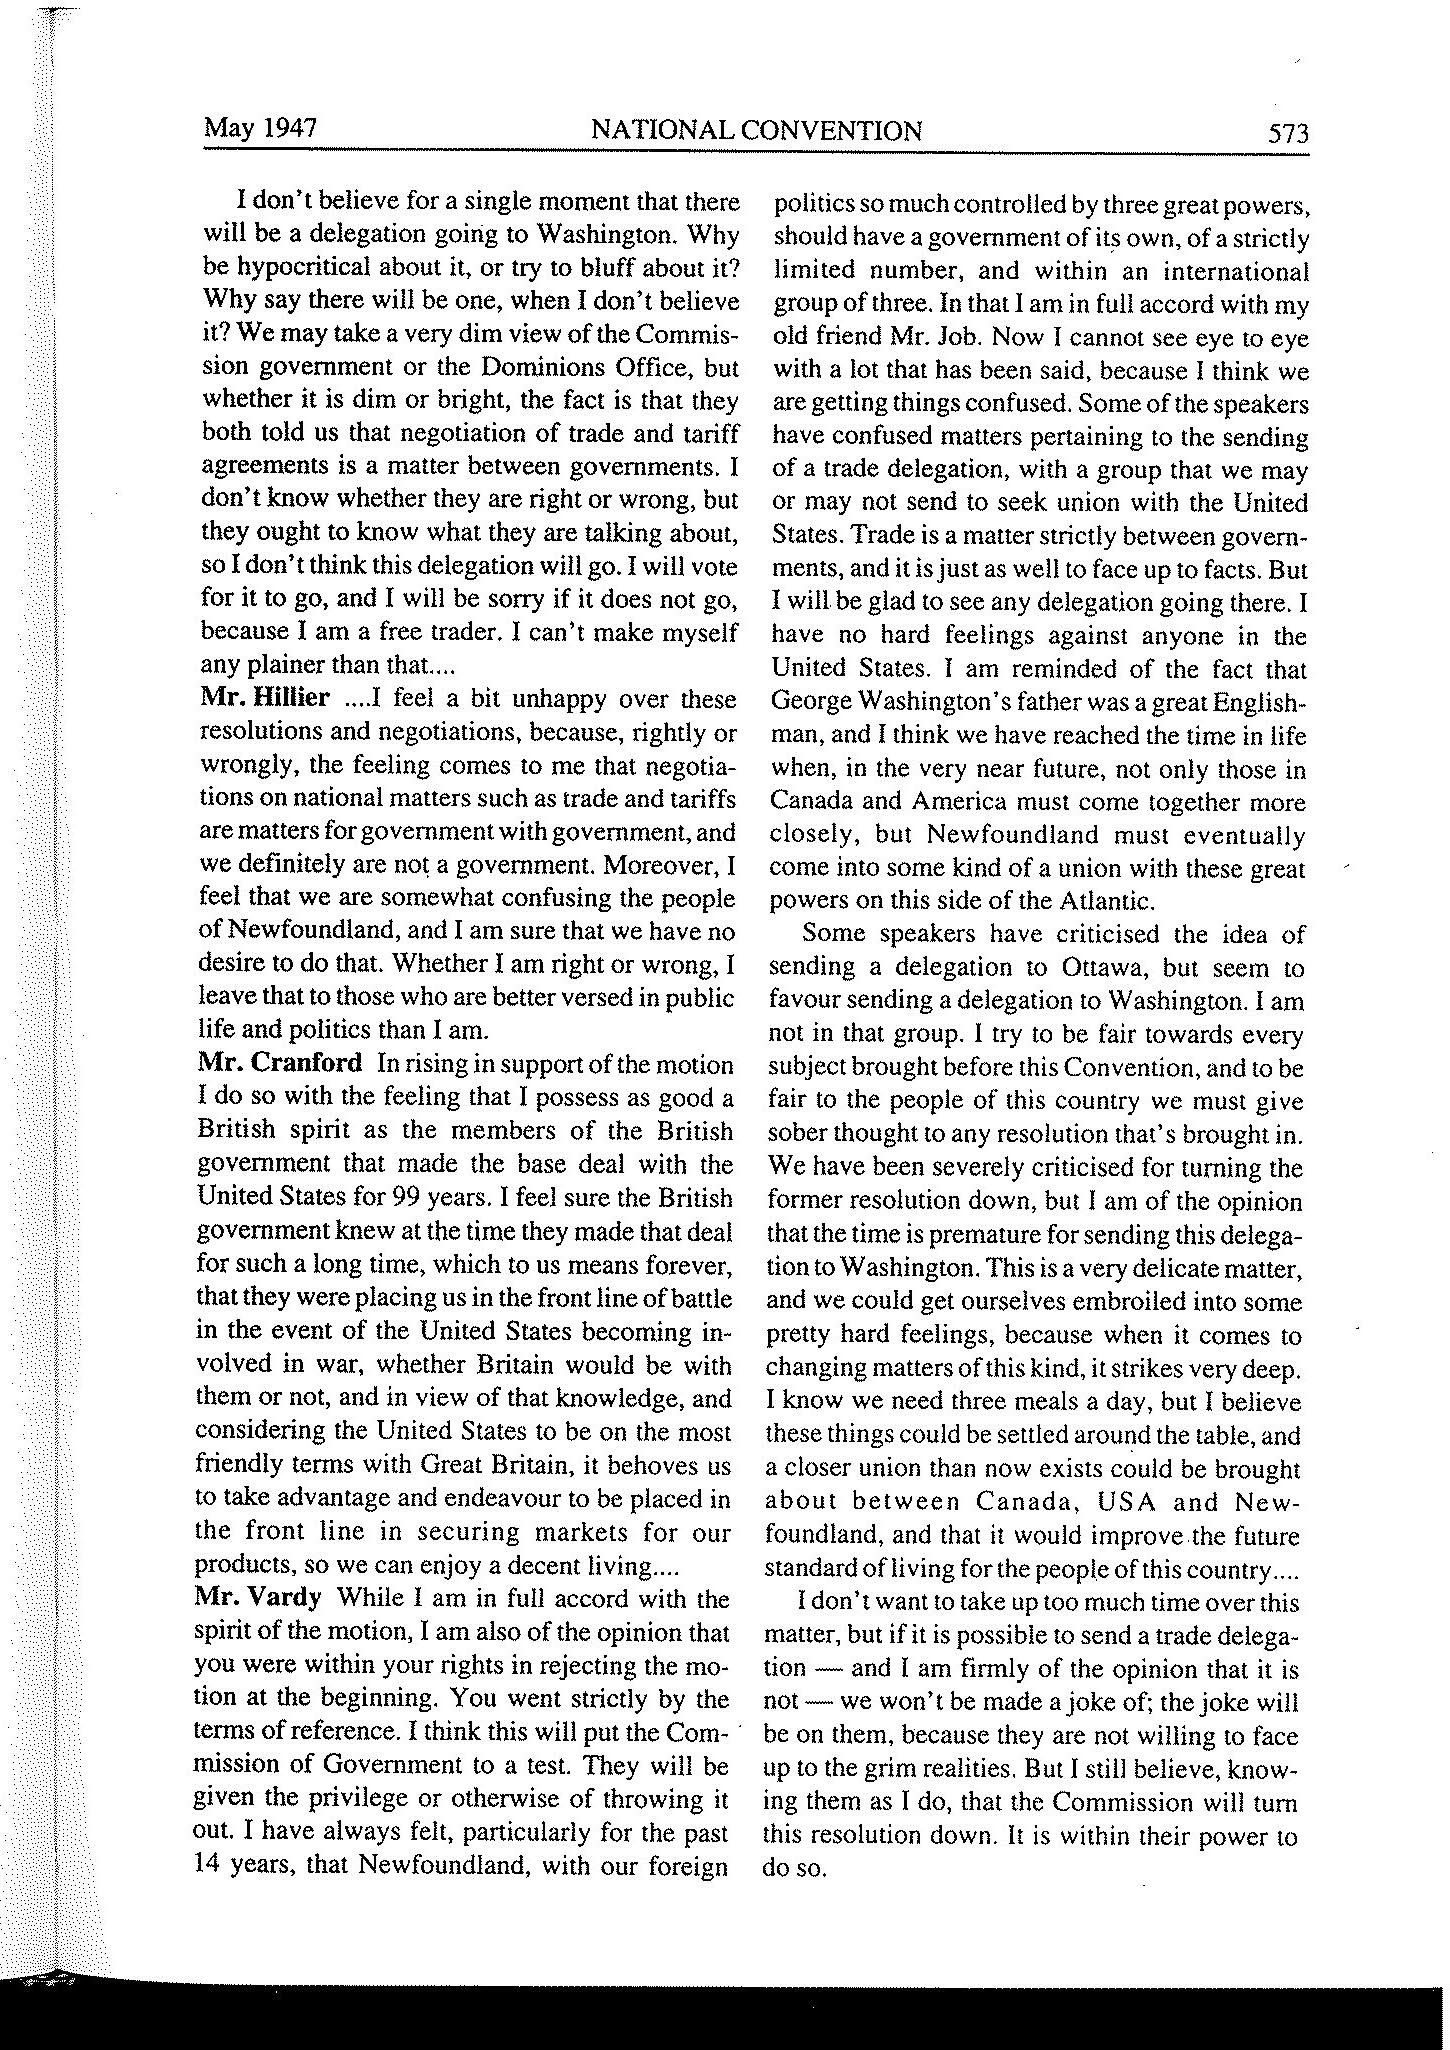 May 1947 NATIONAL CONVENTION 573
I don't believe for a single moment that there
will be a delegation going to Washington. Why
be hypocritical about it, or try to bluff about it?
Why say there will be one, when I don't believe
it? We may take a very dim view of the Commis-
sion government or the Dominions Office, but
whether it is dim or bright, the fact is that they
both told us that negotiation of trade and tariff
agreements is a matter between governments. I
don't know whether they are right or wrong, but
they ought to know what they are talking about,
so I don't think this delegation will go. I will vote
for it to go, and I will be sorry if it does not go,
because I am a free trader. I can't make myself
any plainer than that....
Mr. Hillier ....I feel a bit unhappy over these
resolutions and negotiations, because, rightly or
wrongly, the feeling comes to me that negotia-
tions on national matters such as trade and tariffs
are matters for government with government, and
we definitely are not a government. Moreover, I
feel that we are somewhat confusing the people
of Newfoundland, and I am sure that we have no
desire to do that. Whether I am right or wrong, I
leave that to those who are better versed in public
life and politics than I am.
Mr. Cranford In rising in support of the motion
I do so with the feeling that I possess as good a
British spirit as the members of the British
government that made the base deal with the
United States for 99 years. I feel sure the British
government knew at the time they made that deal
for such a long time, which to us means forever,
that they were placing us in the front line of battle
in the event of the United States becoming in-
volved in war, whether Britain would be with
them or not, and in view of that knowledge, and
considering the United States to be on the most
friendly terms with Great Britain, it behoves us
to take advantage and endeavour to be placed in
the front line in securing markets for our
products, so we can enjoy a decent living....
Mr. Vardy While I am in full accord with the
spirit of the motion, I am also of the opinion that
you were within your rights in rejecting the mo-
tion at the beginning. You went strictly by the
terms of reference. I think this will put the Com-
mission of Government to a test. They will be
given the privilege or otherwise of throwing it
out. I have always felt, particularly for the past
14 years, that Newfoundland, with our foreign
politics so much controlled by three great powers,
should have a government of its own, of a strictly
limited number, and within an international
group of three. In that I am in full accord with my
old friend Mr. Job. Now I cannot see eye to eye
with a lot that has been said, because I think we
are getting things confused. Some of the speakers
have confused matters pertaining to the sending
of a trade delegation, with a group that we may
or may not send to seek union with the United
States. Trade is a matter strictly between govern-
ments, and it is just as well to face up to facts. But
I will be glad to see any delegation going there. I
have no hard feelings against anyone in the
United States. I am reminded of the fact that
George Washington's father was a great English-
man, and I think we have reached the time in life
when, in the very near future, not only those in
Canada and America must come together more
closely, but Newfoundland must eventually
come into some kind of a union with these great
powers on this side of the Atlantic.
Some speakers have criticised the idea of
sending a delegation to Ottawa, but seem to
favour sending a delegation to Washington. I am
not in that group. I try to be fair towards every
subject brought before this Convention, and to be
fair to the people of this country we must give
sober thought to any resolution that's brought in.
We have been severely criticised for turning the
former resolution down, but I am of the opinion
that the time is premature for sending this delega-
tion to Washington. This is a very delicate matter,
and we could get ourselves embroiled into some
pretty hard feelings, because when it comes to
changing matters of this kind, it strikes very deep.
I know we need three meals a day, but I believe
these things could be settled around the table, and
a closer union than now exists could be brought
about between Canada, USA and New-
foundland, and that it would improve the future
standard of living for the people of this country....
I don't want to take up too much time over this
matter, but if it is possible to send a trade delega-
tion — and I am firmly of the opinion that it is
not — we won't be made a joke of; the joke will
be on them, because they are not willing to face
up to the grim realities. But I still believe, know-
ing them as I do, that the Commission will turn
this resolution down. It is within their power to
do so.